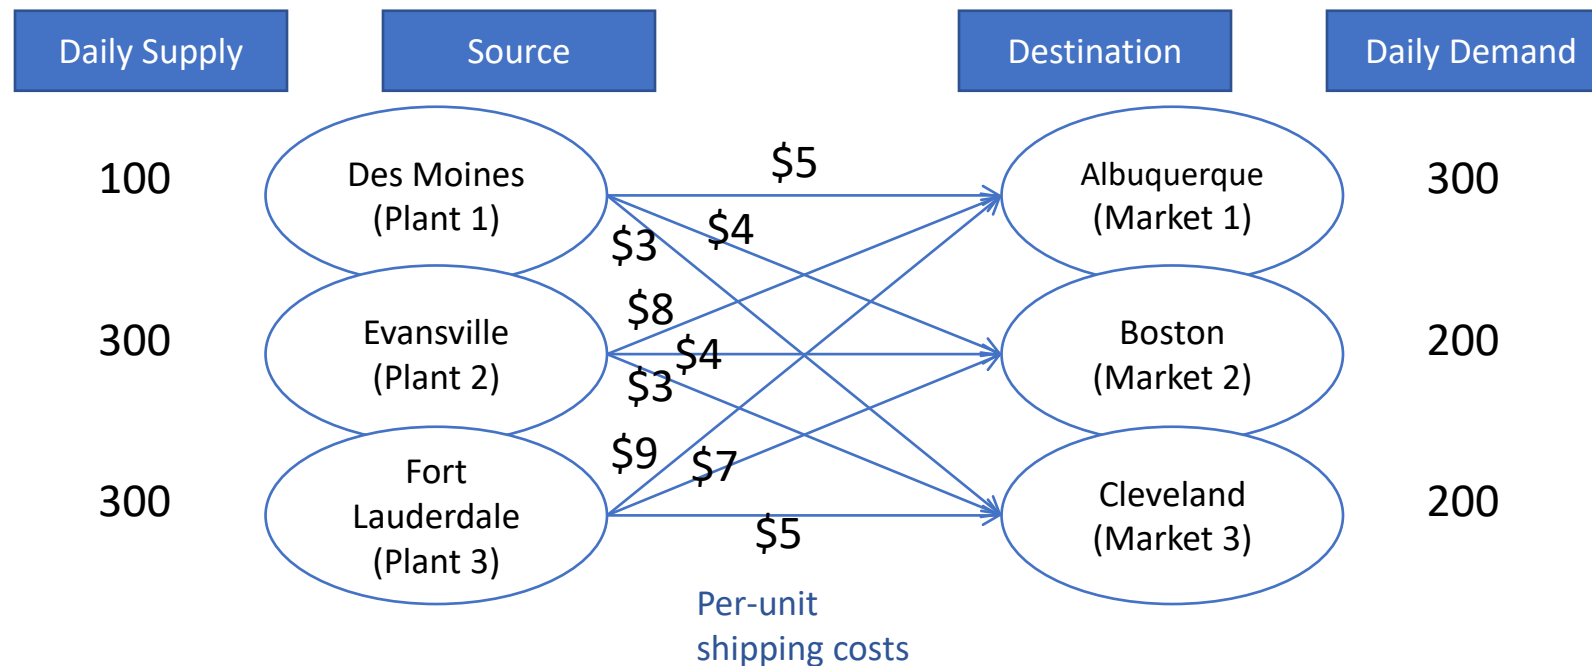 Daily Supply
Source
Destination
Daily Demand
100
Des Moines
(Plant 1)
$5
Albuquerque
(Market 1)
300
$3
$4
300
Evansville
(Plant 2)
$8
$4
$3
Boston
(Market 2)
200
300
Fort
Lauderdale
(Plant 3)
$9
$7
$5
Cleveland
(Market 3)
200
Per-unit
shipping costs